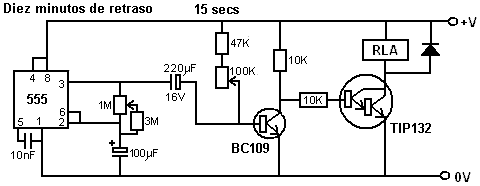 Diez minutos de retraso
15 secs
+V
47K
RLA
4 8
220µF
3
10K
555
100K
16V
1M
10K
6
3M
5 1 2
TIP132
BC109
10nF
+
100µF
0V